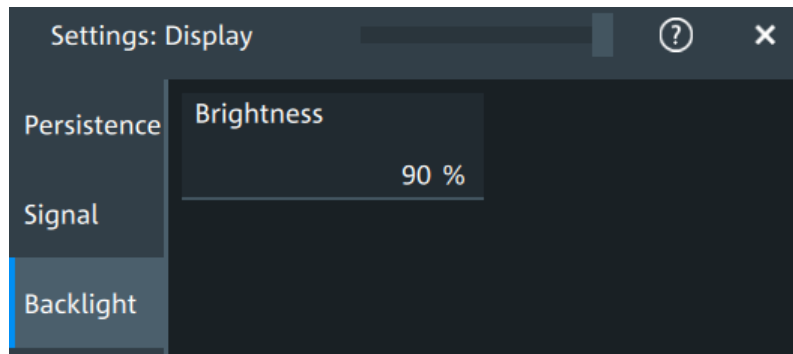 Settings: Display
?
Persistence
Brightness
90 %
Signal
Backlight